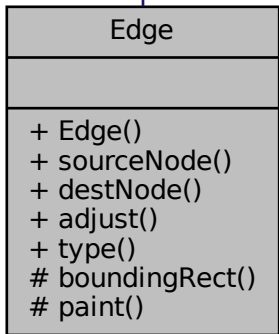 Edge
+ Edge()
+ sourceNode()
+ destNode()
+ adjust()
+ type()
# boundingRect()
# paint()